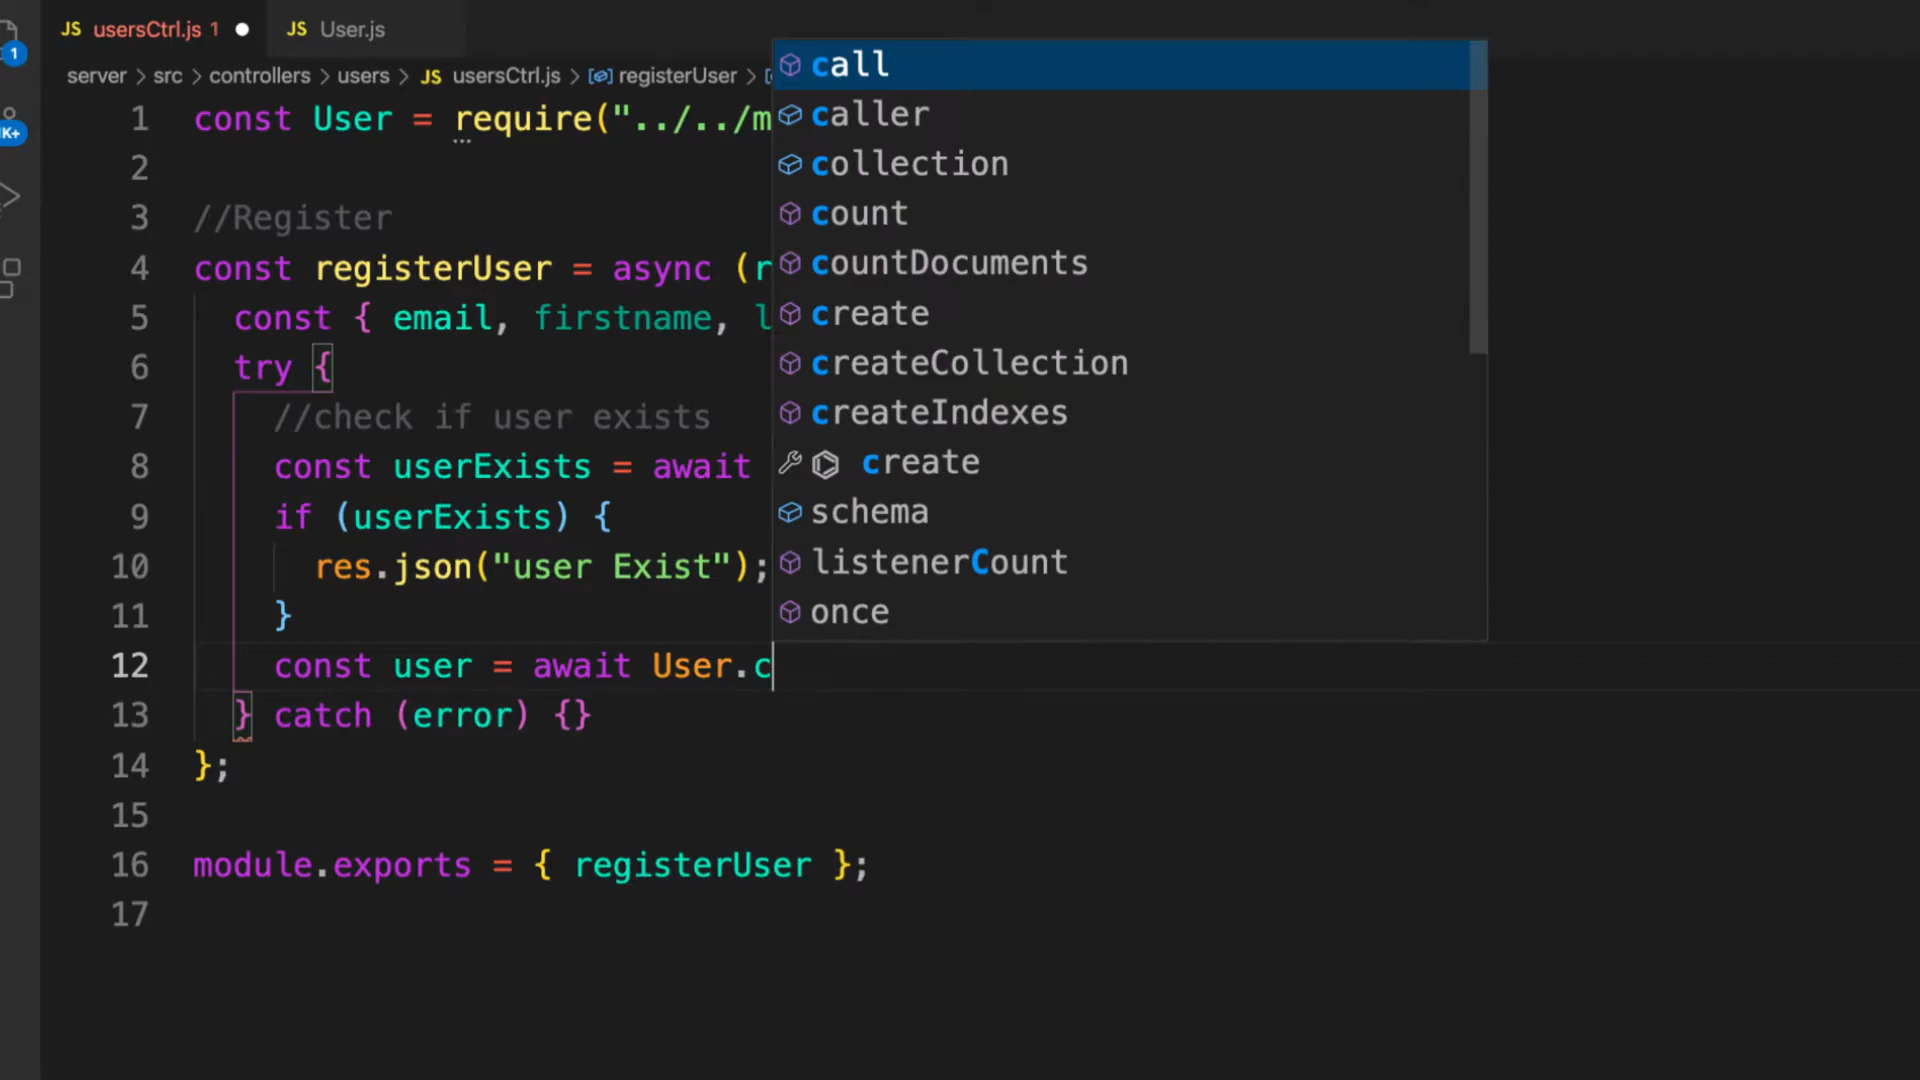 JS usersCtrl.js 1
JS User.js
1
K+
server > src > controllers > users > JS usersCtrl.js > registerUser >
1 const User = require("../../m
2
3 //Register
4 const registerUser = async (r
5 const { email, firstname, l
6 try {
7 //check if user exists
8 const userExists = await
9 if (userExists) {
10 res.json("user Exist");
11 }
12 const user = await User.c
13 } catch (error) {}
14 };
15
16 module.exports = { registerUser };
17
call
caller
collection
count
countDocuments
create
createCollection
createIndexes
create
schema
listenerCount
once